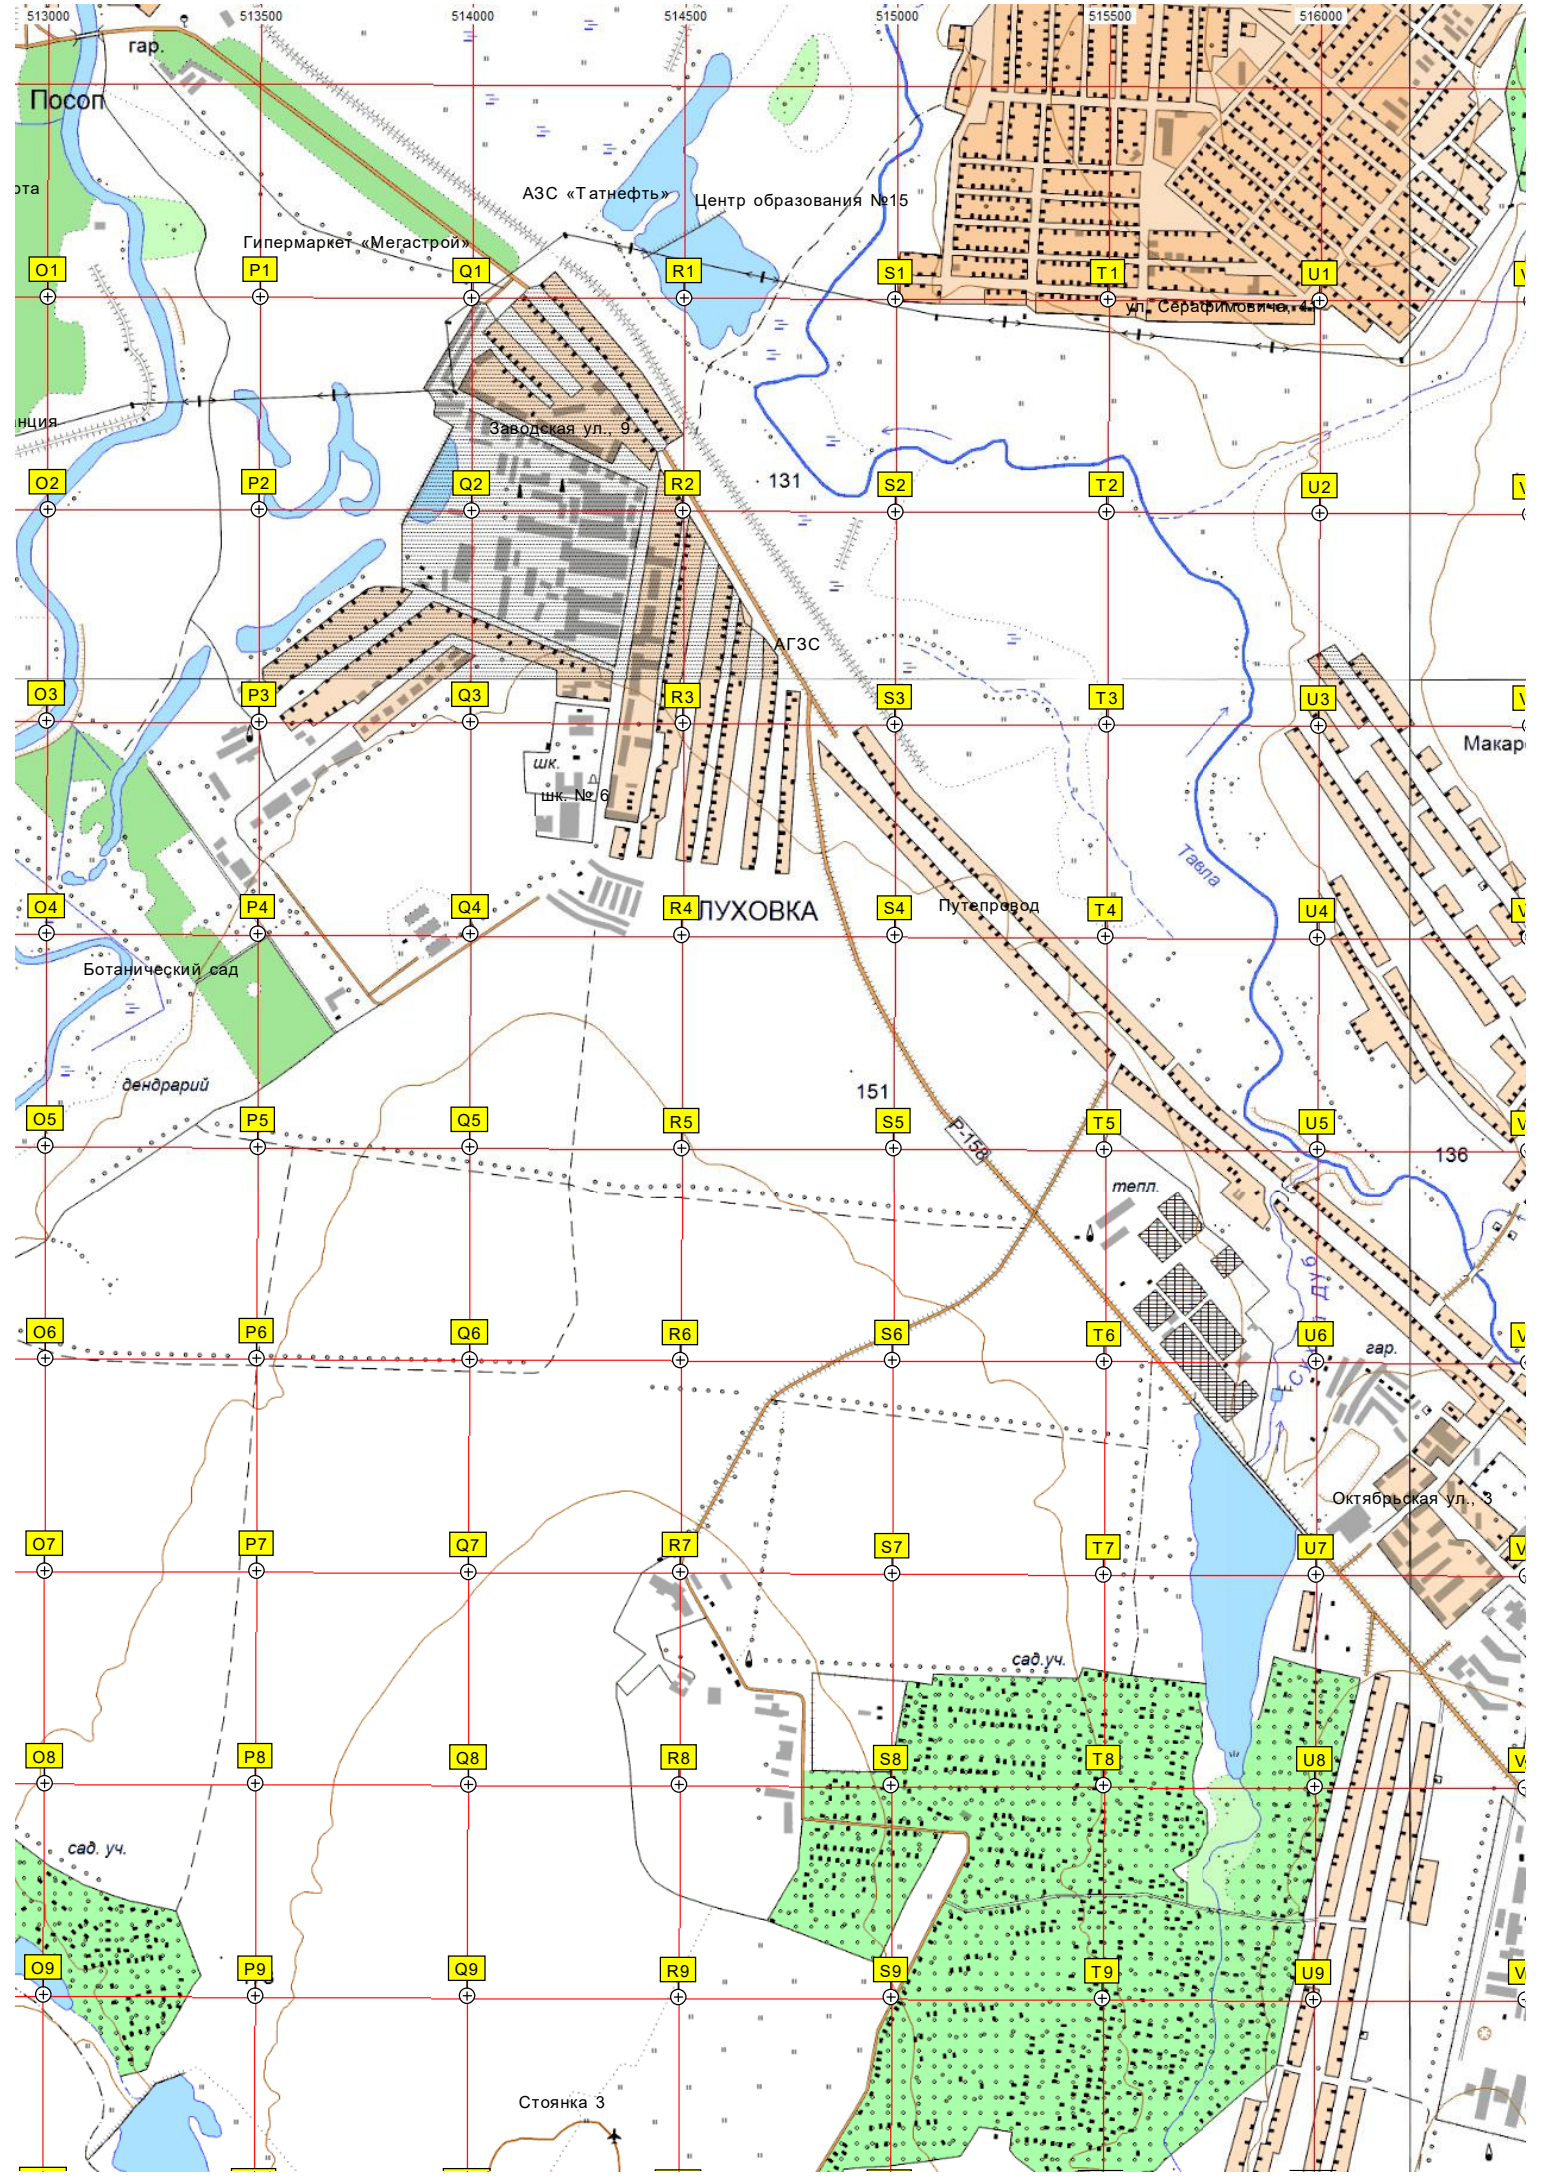 513000 513500 514000 514500 515000 515500 516000
гар.
Посоп
ота
АЗС «Татнефть»
Центр образования №15
Гипермаркет «Мегастрой»
O1 P1 Q1 R1 S1 T1 U1 V
ул. Серафимовича, 41
нция
Заводская ул., 9
131
O2 P2 Q2 R2 S2 T2 U2 V
АГЗС
O3 P3 Q3 R3 S3 T3 U3 V
Макар
шк.
шк. № 6
Тавла
O4 P4 Q4 R4 S4 T4 U4 V
ЛУХОВКА
Путепровод
Ботанический сад
дендрарий
151
O5 P5 Q5 R5 S5 T5 U5 V
Р-158
136
тепл.
O6 P6 Q6 R6 S6 T6 U6 V
гар.
Октябрьская ул., 3
O7 P7 Q7 R7 S7 T7 U7 V
сад.уч.
O8 P8 Q8 R8 S8 T8 U8 V
сад. уч.
O9 P9 Q9 R9 S9 T9 U9 V
Стоянка 3